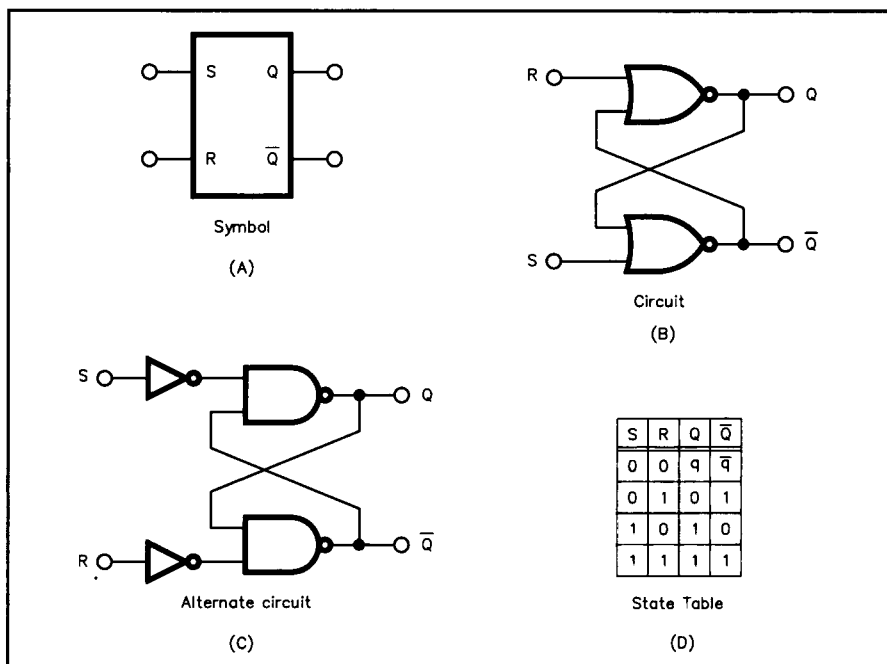 S Q
R Q̅
Symbol
(A)
R Q
S Q̅
Circuit
(B)
S Q
R Q̅
Alternate circuit
(C)
S R Q Q̅
0 0 q q̅
0 1 0 1
1 0 1 0
1 1 1 1
State Table
(D)